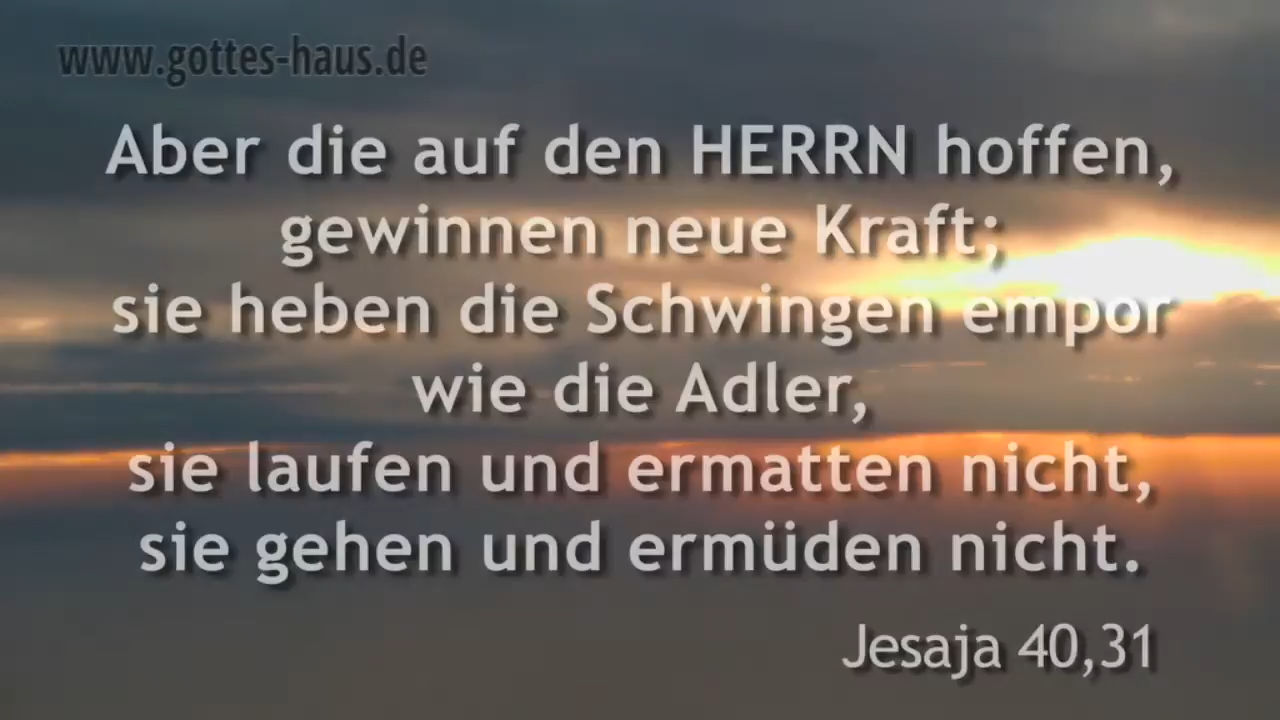 www.gottes-haus.de
Aber die auf den HERRN hoffen,
gewinnen neue Kraft;
sie heben die Schwingen empor
wie die Adler,
sie laufen und ermatten nicht,
sie gehen und ermüden nicht.
Jesaja 40,31